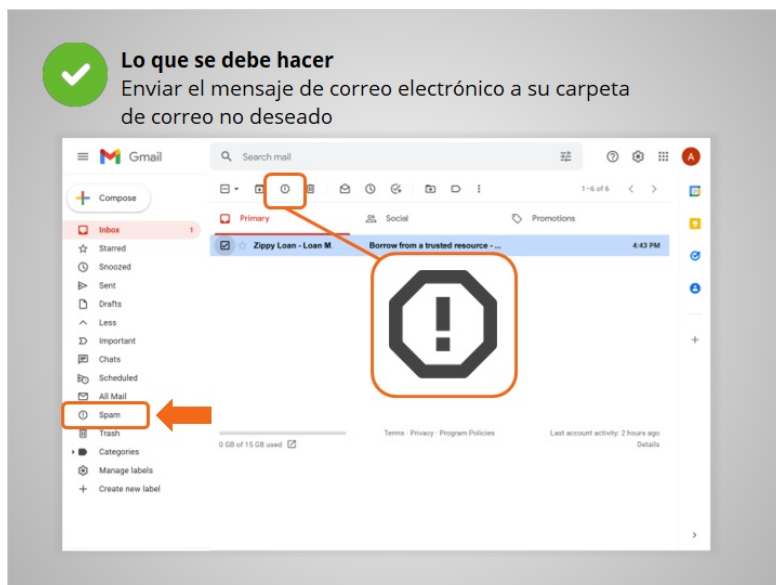 Lo que se debe hacer
Enviar el mensaje de correo electrónico a su carpeta
de correo no deseado
Gmail
Search mail
A
Compose
1–6 of 6
Primary
Social
Promotions
Inbox 1
Zippy Loan - Loan M.
Borrow from a trusted resource - ...
4:43 PM
Starred
Snoozed
Sent
Drafts
Less
Important
Chats
Scheduled
All Mail
Spam
Trash
Categories
Manage labels
Create new label
0 GB of 15 GB used
Terms · Privacy · Program Policies
Last account activity: 2 hours ago
Details